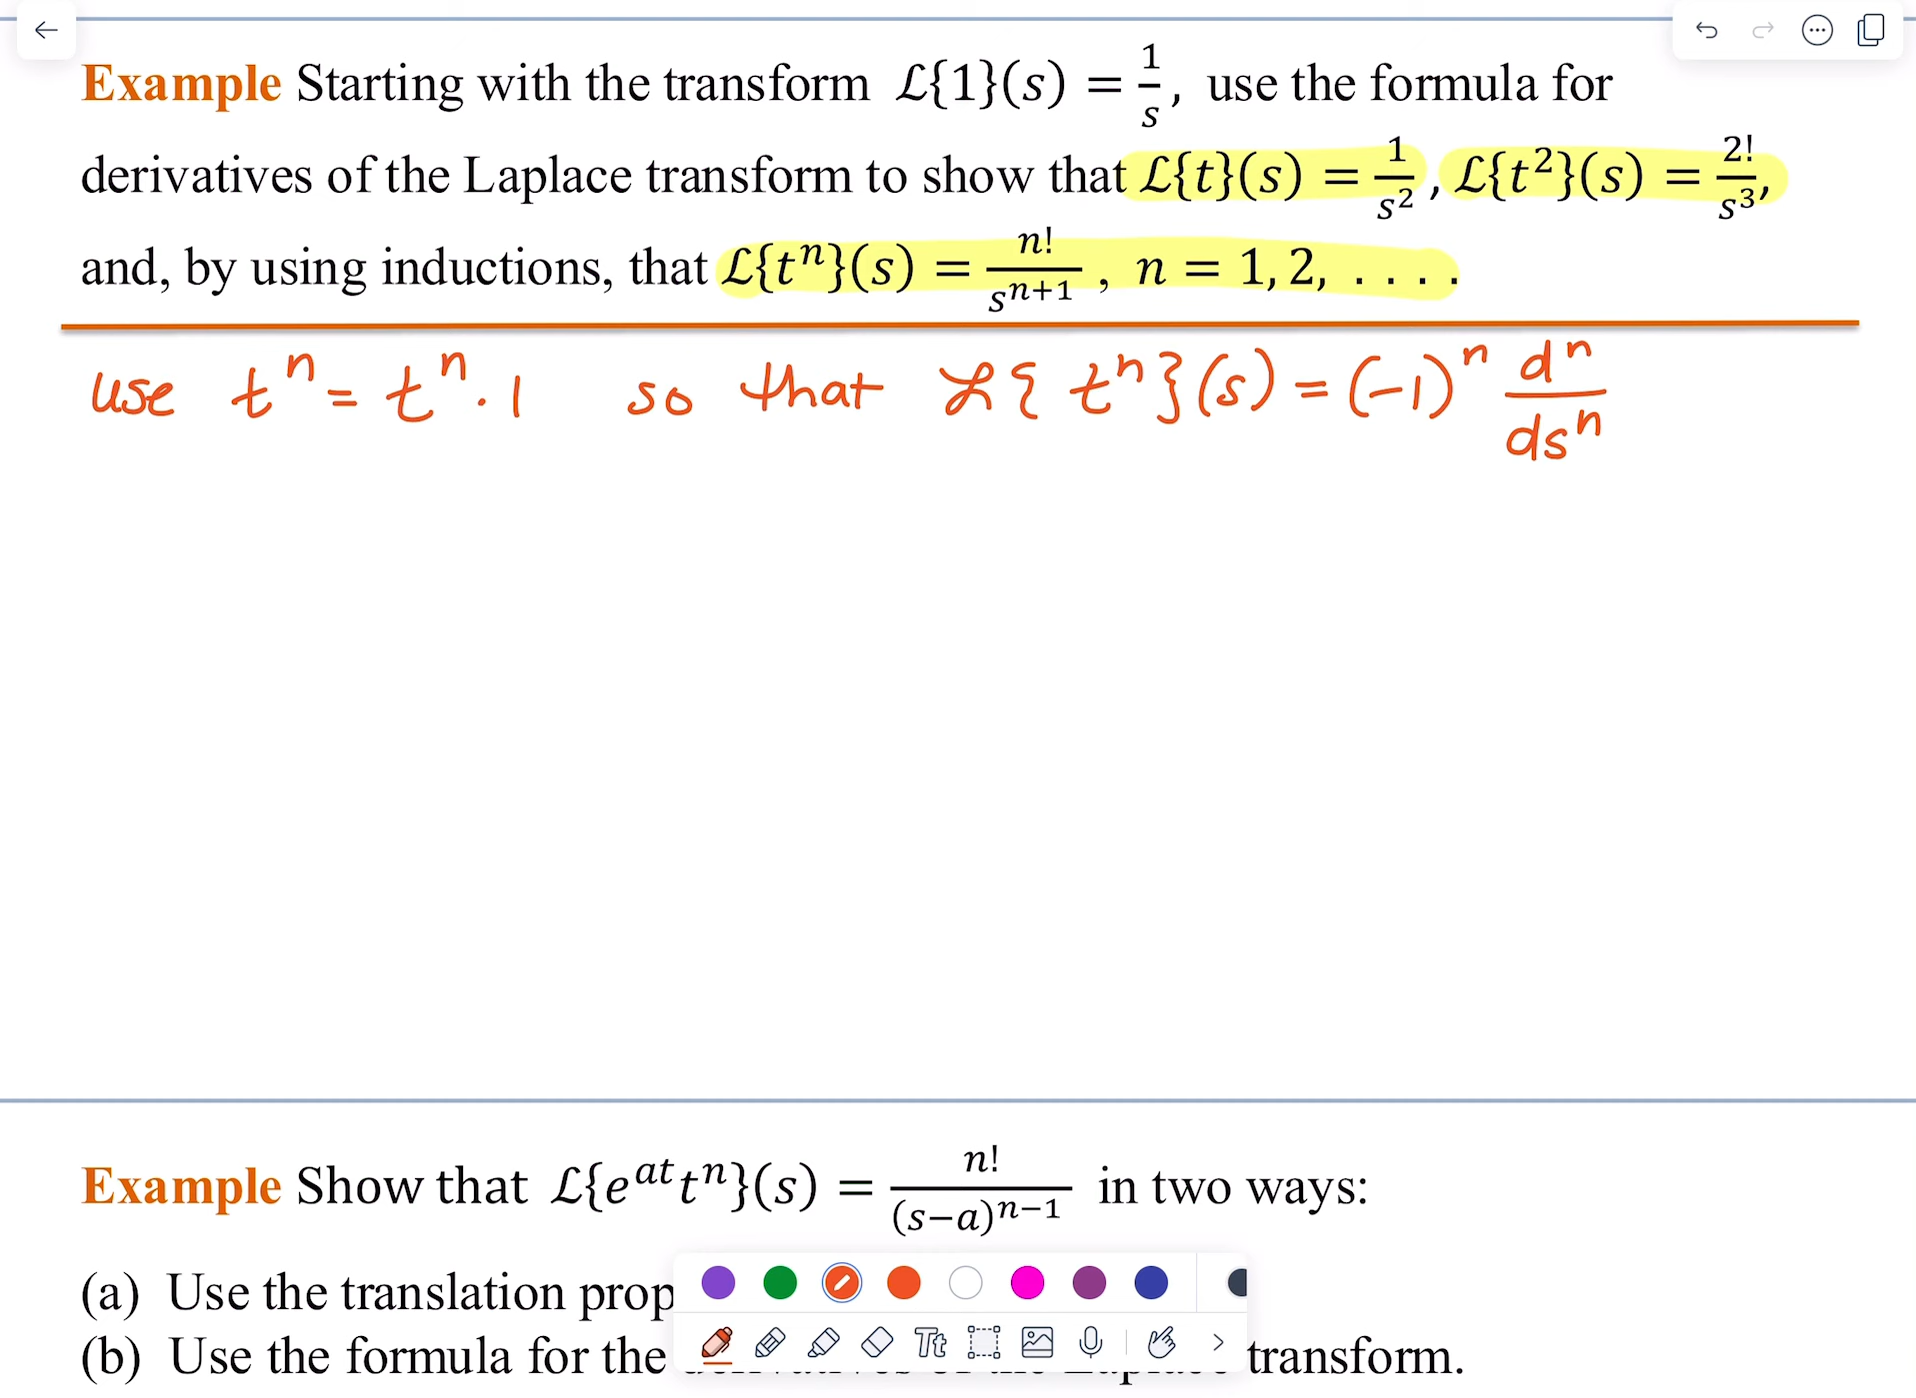 Example Starting with the transform ℒ{1}(s) = 1/s, use the formula for
derivatives of the Laplace transform to show that ℒ{t}(s) = 1/s², ℒ{t²}(s) = 2!/s³,
and, by using inductions, that ℒ{tⁿ}(s) = n!/sⁿ⁺¹, n = 1, 2, . . . .
use tⁿ = tⁿ · 1 so that ℒ{tⁿ}(s) = (-1)ⁿ dⁿ/dsⁿ
Example Show that ℒ{eᵃᵗtⁿ}(s) = n!/(s−a)ⁿ⁻¹ in two ways:
(a) Use the translation prop
(b) Use the formula for the transform.
Tt